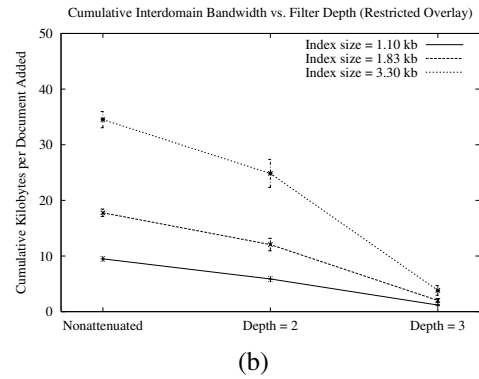 Cumulative Interdomain Bandwidth vs. Filter Depth (Restricted Overlay)
Index size = 1.10 kb
Index size = 1.83 kb
Index size = 3.30 kb
Cumulative Kilobytes per Document Added
50
40
30
20
10
0
Nonattenuated
Depth = 2
Depth = 3
(b)